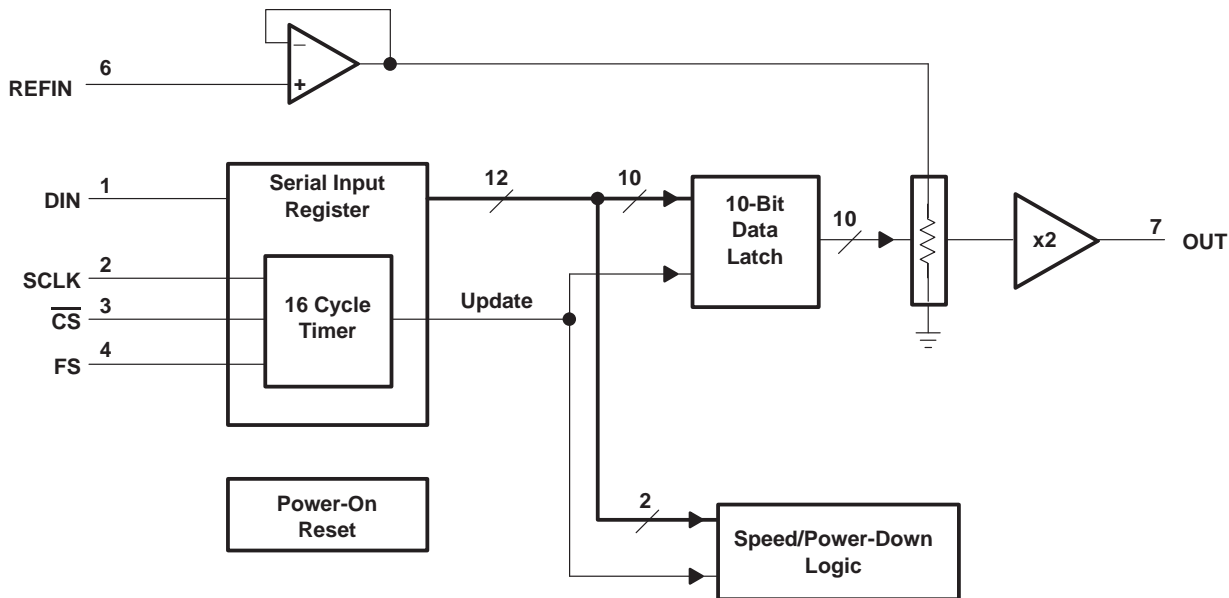 6
REFIN
–
+
DIN
1
Serial Input
Register
12
10
10-Bit
Data
Latch
10
x2
7
OUT
SCLK
2
C̅S̅
3
FS
4
16 Cycle
Timer
Update
Power-On
Reset
2
Speed/Power-Down
Logic